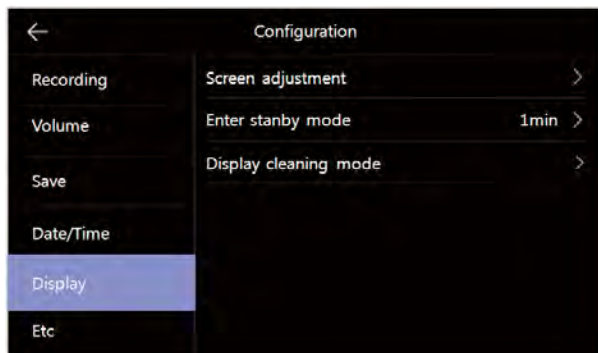 Configuration
Recording
Volume
Save
Date/Time
Display
Etc
Screen adjustment
Enter stanby mode 1min
Display cleaning mode